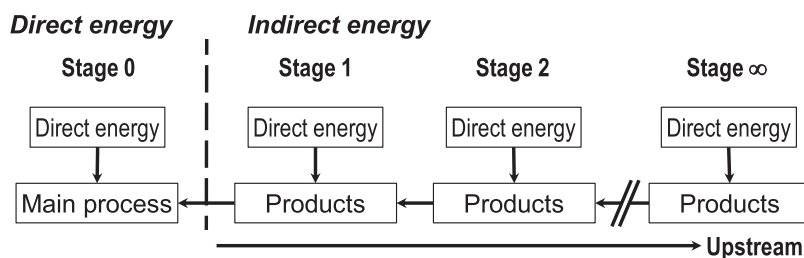 Direct energy
Indirect energy
Stage 0
Stage 1
Stage 2
Stage ∞
Direct energy
Direct energy
Direct energy
Direct energy
Main process
Products
Products
Products
Upstream